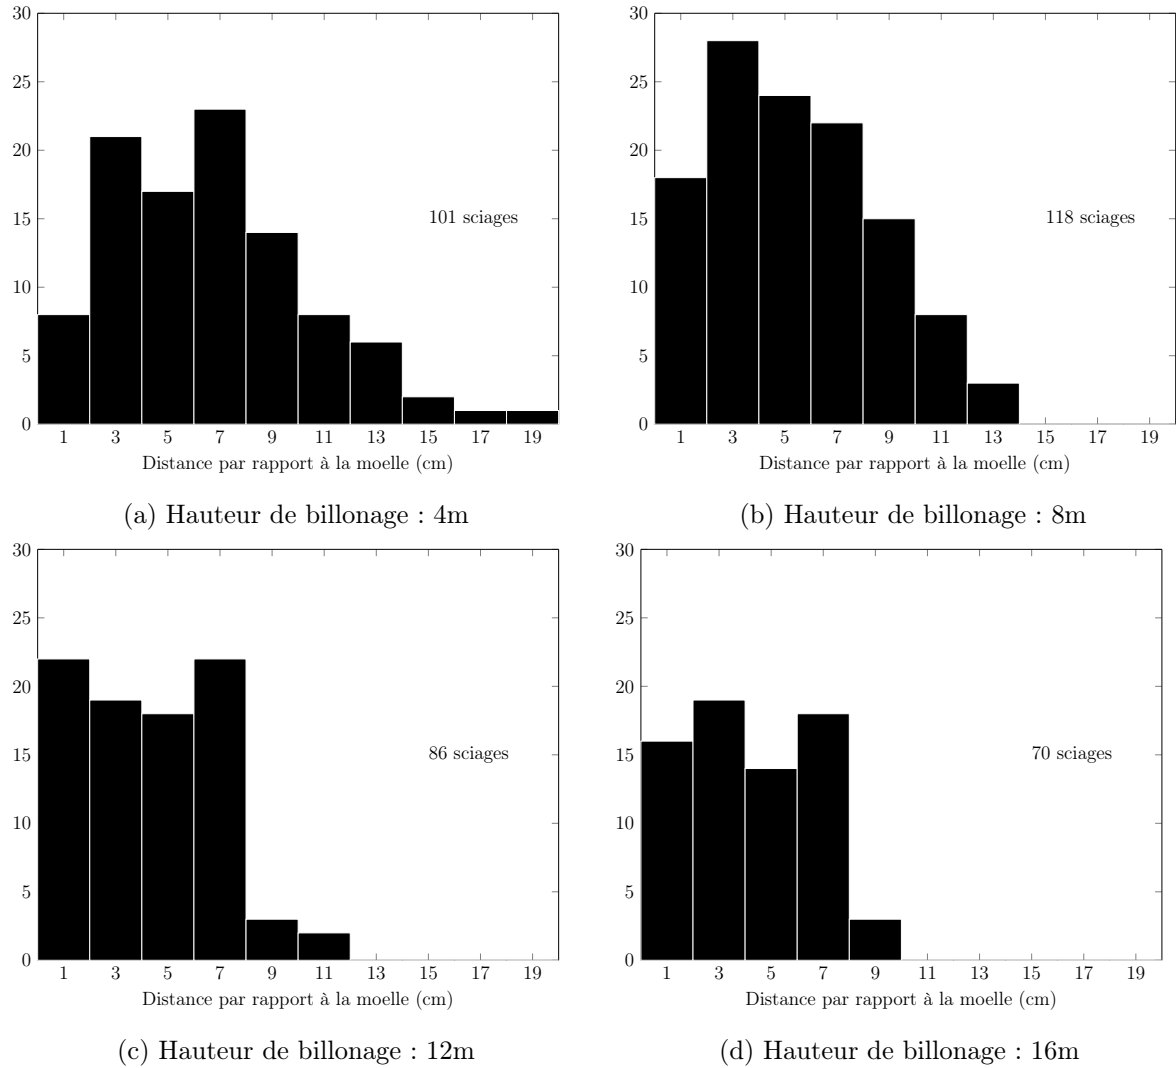 30
25
20
15
10
5
0
101 sciages
1 3 5 7 9 11 13 15 17 19
Distance par rapport à la moelle (cm)
(a) Hauteur de billonage : 4m
30
25
20
15
10
5
0
118 sciages
1 3 5 7 9 11 13 15 17 19
Distance par rapport à la moelle (cm)
(b) Hauteur de billonage : 8m
30
25
20
15
10
5
0
86 sciages
1 3 5 7 9 11 13 15 17 19
Distance par rapport à la moelle (cm)
(c) Hauteur de billonage : 12m
30
25
20
15
10
5
0
70 sciages
1 3 5 7 9 11 13 15 17 19
Distance par rapport à la moelle (cm)
(d) Hauteur de billonage : 16m